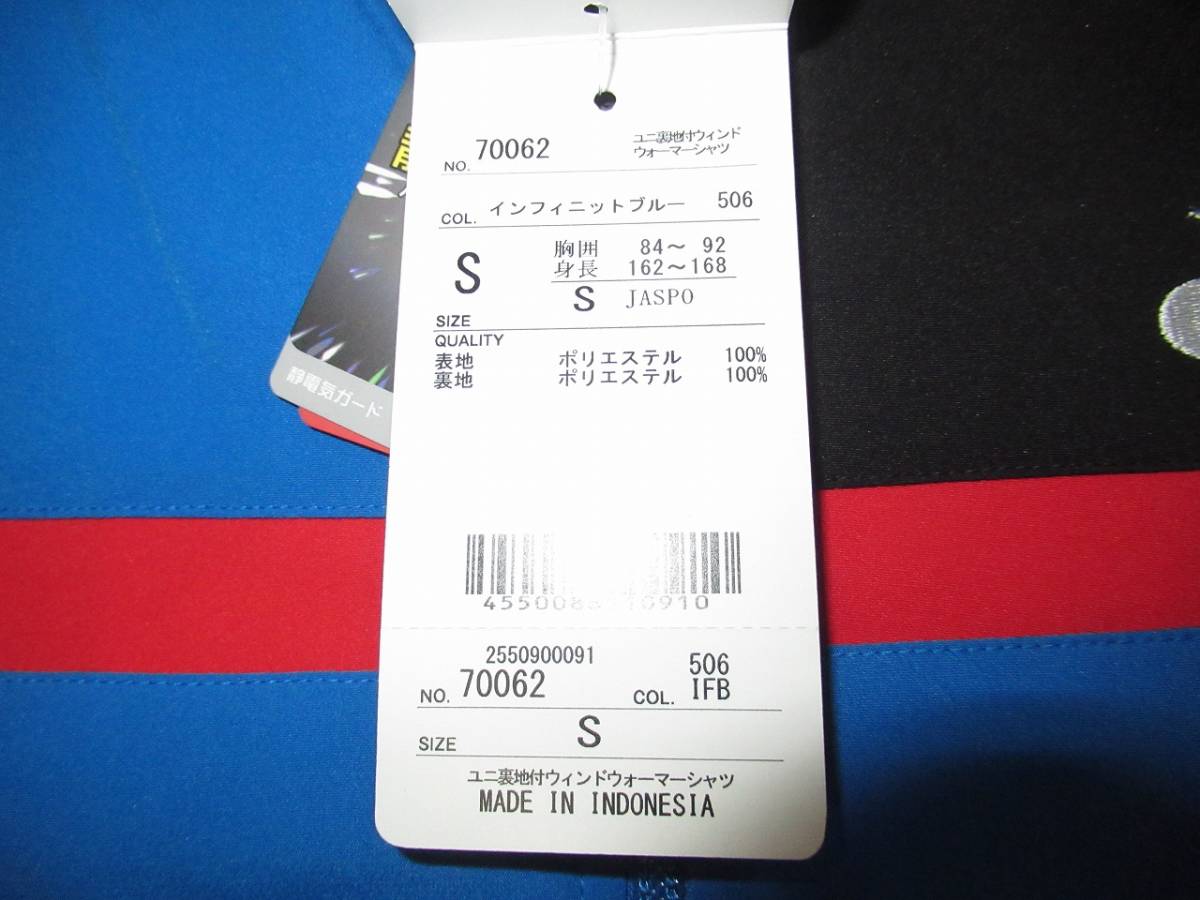 NO. 70062 ユニ裏地付ウィンド
ウォーマーシャツ
COL. インフィニットブルー 506
S 胸囲 84～ 92
身長 162～168
S JASPO
SIZE
QUALITY
表地 ポリエステル 100%
裏地 ポリエステル 100%
静電気ガード
2550900091
NO. 70062 COL. 506
IFB
SIZE S
ユニ裏地付ウィンドウォーマーシャツ
MADE IN INDONESIA